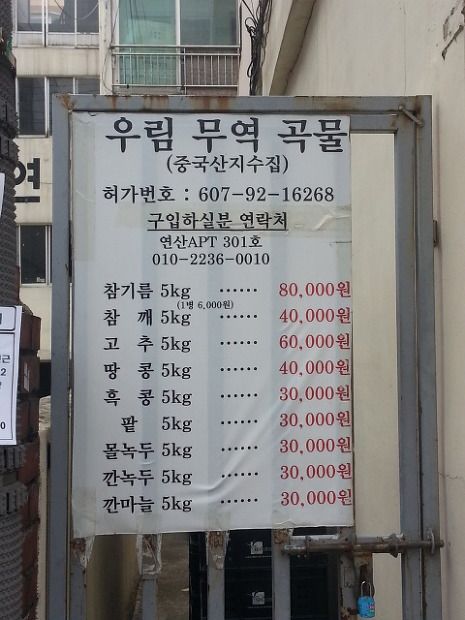 우림 무역 곡물
(중국산지수집)
허가번호 : 607-92-16268
구입하실분 연락처
연산APT 301호
010-2236-0010
참기름 5kg ······ 80,000원
(1병 6,000원)
참 깨 5kg ······ 40,000원
고 추 5kg ······ 60,000원
땅 콩 5kg ······ 40,000원
흑 콩 5kg ······ 30,000원
팥 5kg ······ 30,000원
몰녹두 5kg ······ 30,000원
깐녹두 5kg ······ 30,000원
깐마늘 5kg ······ 30,000원
연